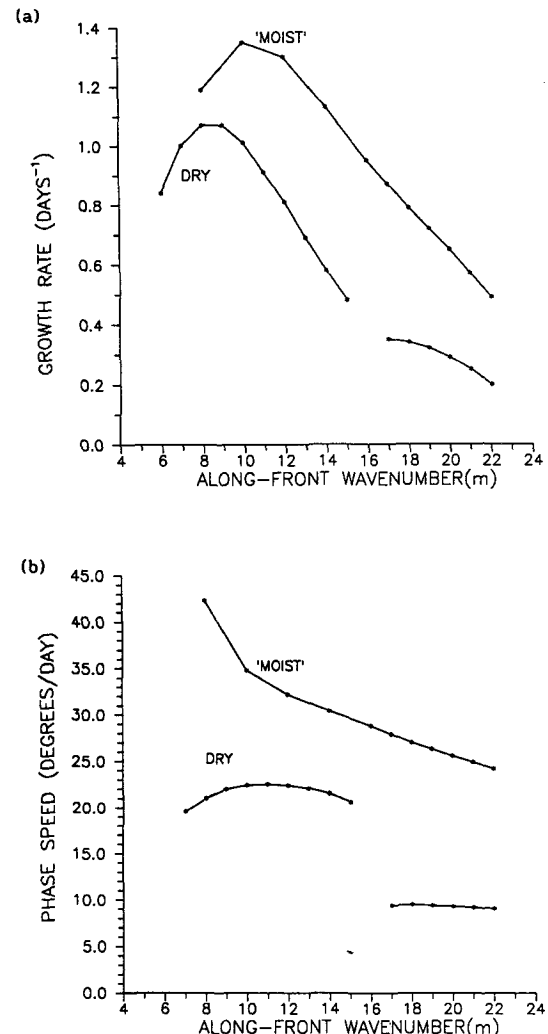 (a)
1.4
1.2
1.0
0.8
0.6
0.4
0.2
0.0
GROWTH RATE (DAYS⁻¹)
'MOIST'
DRY
4 6 8 10 12 14 16 18 20 22 24
ALONG-FRONT WAVENUMBER(m)
(b)
45.0
40.0
35.0
30.0
25.0
20.0
15.0
10.0
5.0
0.0
PHASE SPEED (DEGREES/DAY)
'MOIST'
DRY
4 6 8 10 12 14 16 18 20 22 24
ALONG-FRONT WAVENUMBER(m)